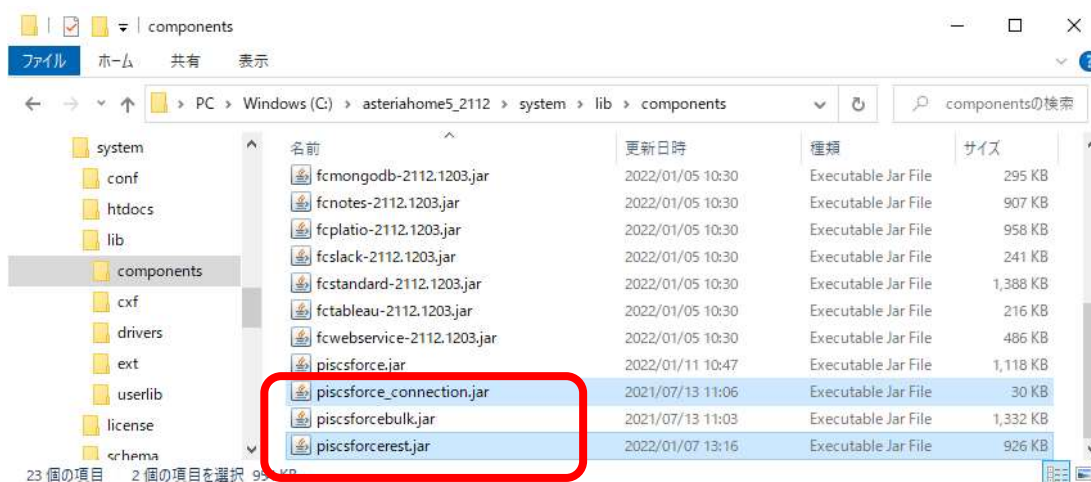 components
ファイル ホーム 共有 表示
PC > Windows (C:) > asteriahome5_2112 > system > lib > components componentsの検索
system
conf
htdocs
lib
components
cxf
drivers
ext
userlib
license
schema
名前 更新日時 種類 サイズ
fcmongodb-2112.1203.jar 2022/01/05 10:30 Executable Jar File 295 KB
fcnotes-2112.1203.jar 2022/01/05 10:30 Executable Jar File 907 KB
fcplatio-2112.1203.jar 2022/01/05 10:30 Executable Jar File 958 KB
fcslack-2112.1203.jar 2022/01/05 10:30 Executable Jar File 241 KB
fcstandard-2112.1203.jar 2022/01/05 10:30 Executable Jar File 1,388 KB
fctableau-2112.1203.jar 2022/01/05 10:30 Executable Jar File 216 KB
fcwebservice-2112.1203.jar 2022/01/05 10:30 Executable Jar File 486 KB
piscsforce.jar 2022/01/11 10:47 Executable Jar File 1,118 KB
piscsforce_connection.jar 2021/07/13 11:06 Executable Jar File 30 KB
piscsforcebulk.jar 2021/07/13 11:03 Executable Jar File 1,332 KB
piscsforcerest.jar 2022/01/07 13:16 Executable Jar File 926 KB
23 個の項目 2 個の項目を選択 KB